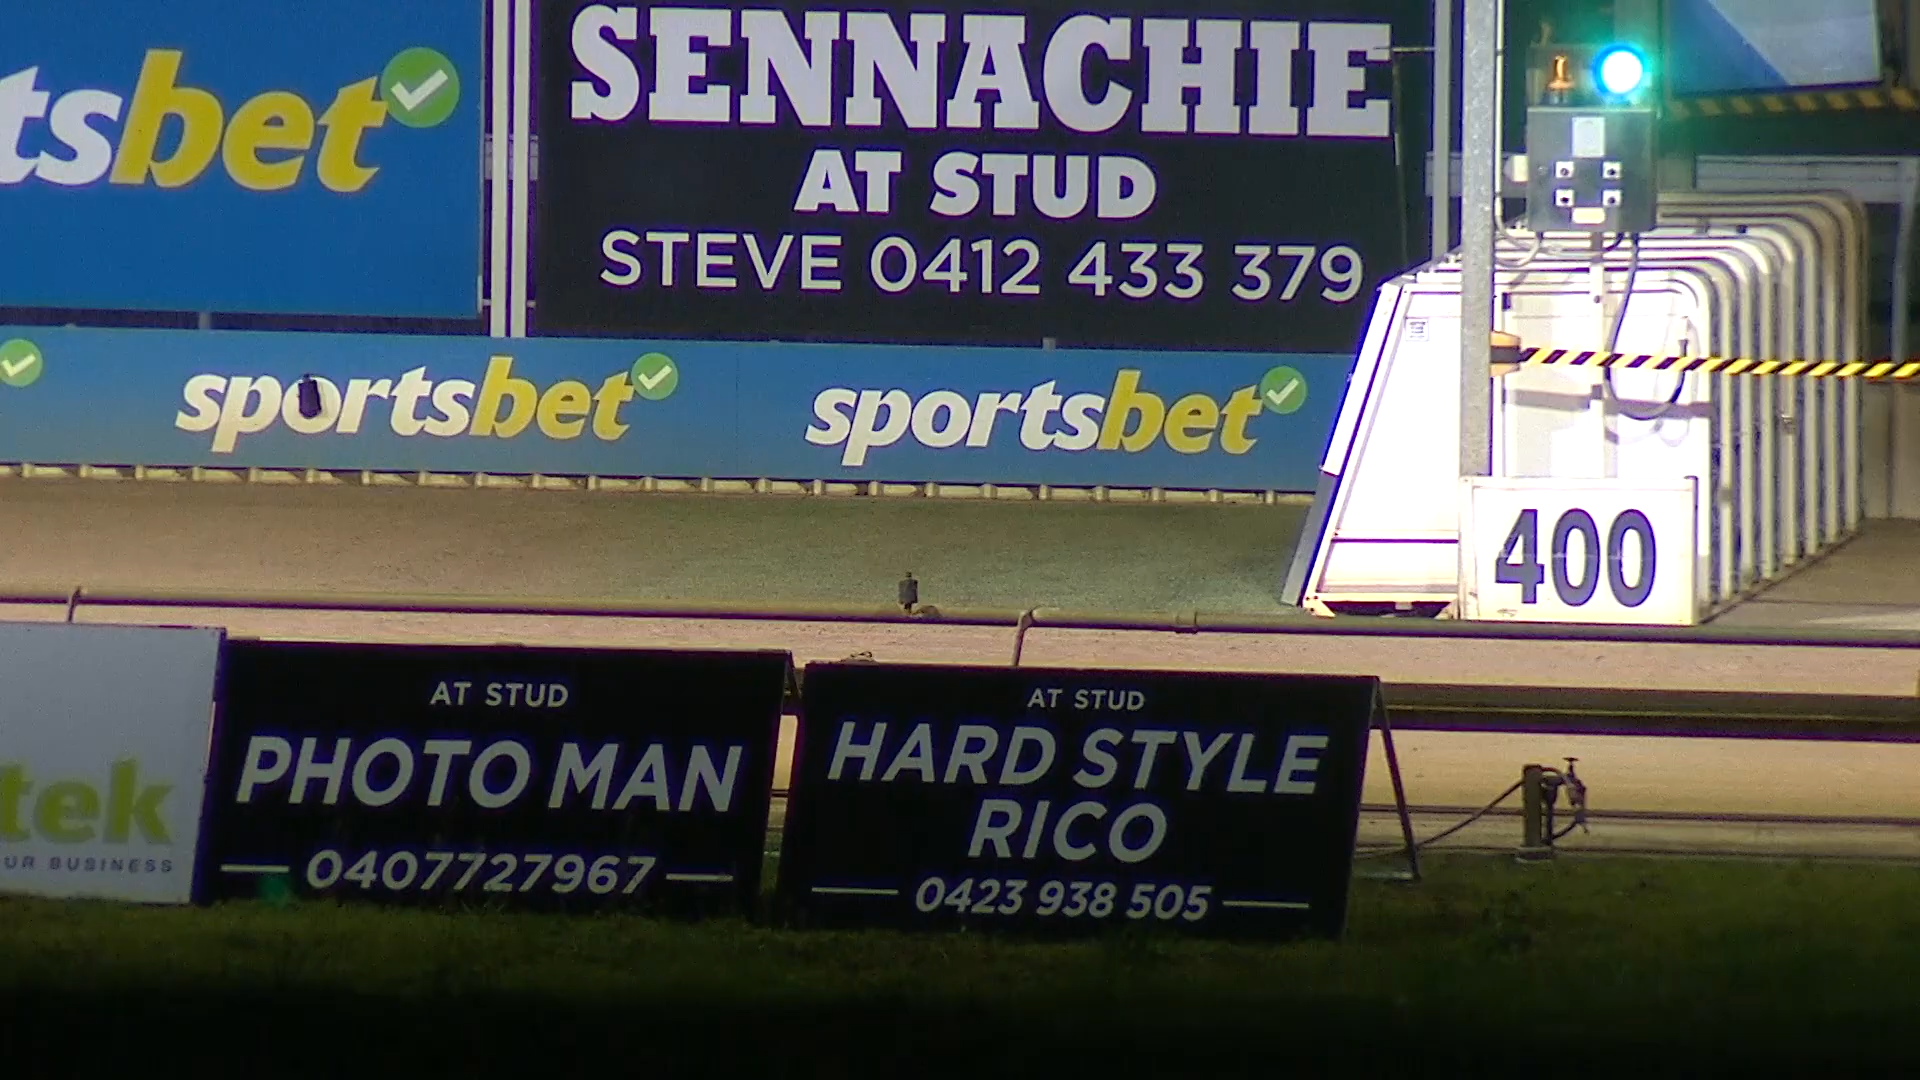 tsbet
SENNACHIE
AT STUD
STEVE 0412 433 379
sportsbet
sportsbet
400
tek
UR BUSINESS
AT STUD
PHOTO MAN
0407727967
AT STUD
HARD STYLE
RICO
0423 938 505